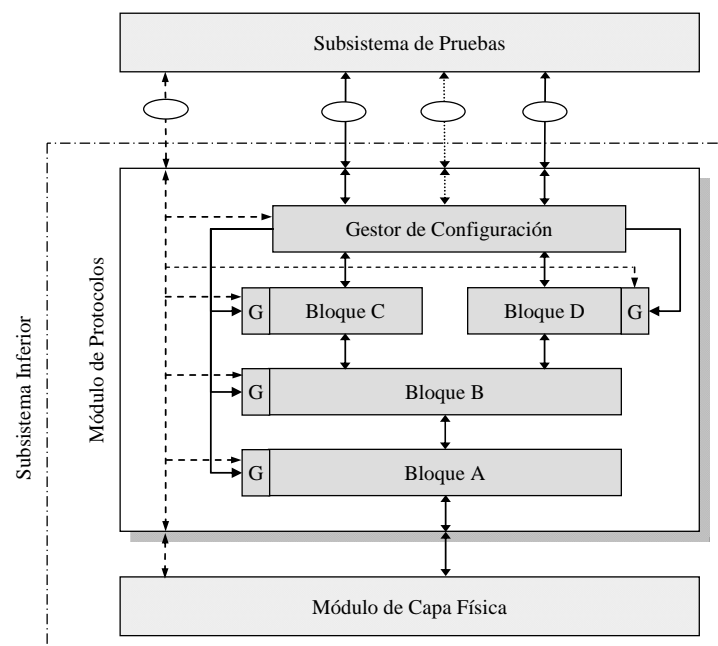 Subsistema de Pruebas
Subsistema Inferior
Módulo de Protocolos
Gestor de Configuración
G
Bloque C
Bloque D
G
G
Bloque B
G
Bloque A
Módulo de Capa Física